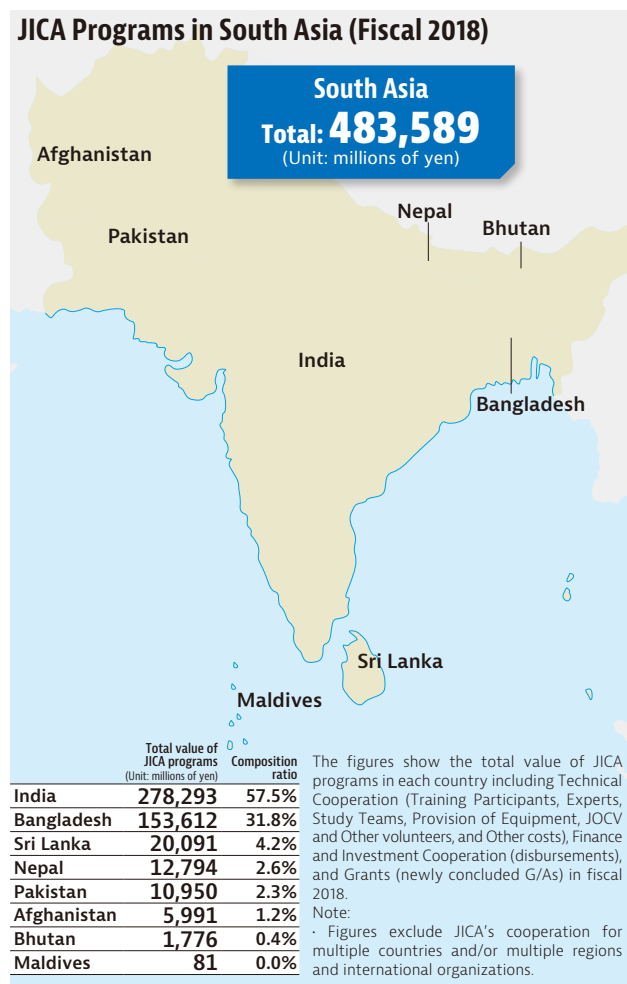 JICA Programs in South Asia (Fiscal 2018)
South Asia
Total: 483,589
(Unit: millions of yen)
Afghanistan
Nepal
Bhutan
Pakistan
India
Bangladesh
Sri Lanka
Maldives
Total value of
JICA programs
(Unit: millions of yen)
Composition
ratio
India 278,293 57.5%
Bangladesh 153,612 31.8%
Sri Lanka 20,091 4.2%
Nepal 12,794 2.6%
Pakistan 10,950 2.3%
Afghanistan 5,991 1.2%
Bhutan 1,776 0.4%
Maldives 81 0.0%
The figures show the total value of JICA
programs in each country including Technical
Cooperation (Training Participants, Experts,
Study Teams, Provision of Equipment, JOCV
and Other volunteers, and Other costs), Finance
and Investment Cooperation (disbursements),
and Grants (newly concluded G/As) in fiscal
2018.
Note:
· Figures exclude JICA's cooperation for
multiple countries and/or multiple regions
and international organizations.